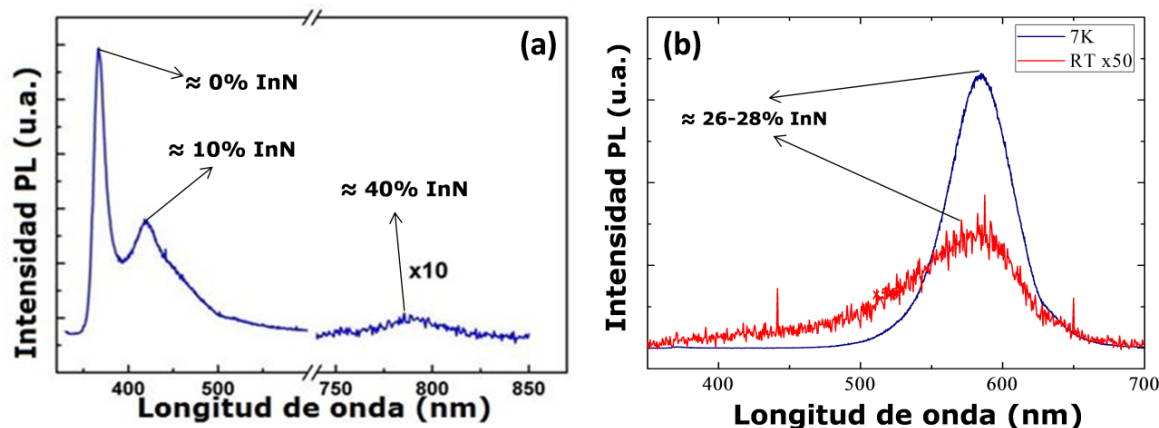 (a)
≈ 0% InN
≈ 10% InN
≈ 40% InN
x10
Intensidad PL (u.a.)
400 500 750 800 850
Longitud de onda (nm)
(b)
7K
RT x50
≈ 26-28% InN
Intensidad PL (u.a.)
400 500 600 700
Longitud de onda (nm)